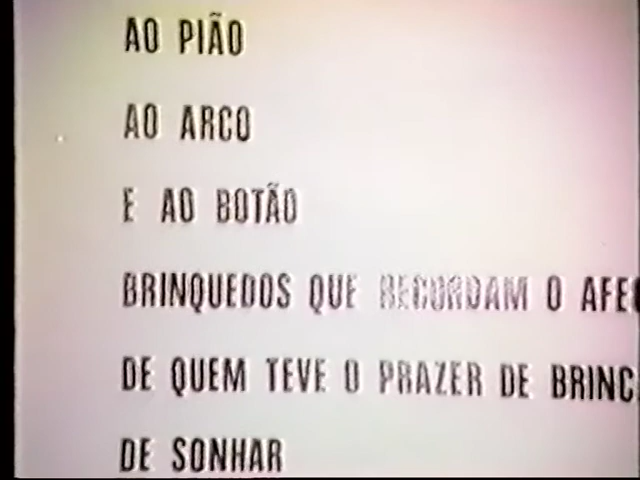 AO PIÃO
AO ARCO
E AO BOTÃO
BRINQUEDOS QUE RECORDAM O
DE QUEM TEVE O PRAZER DE
DE SONHAR